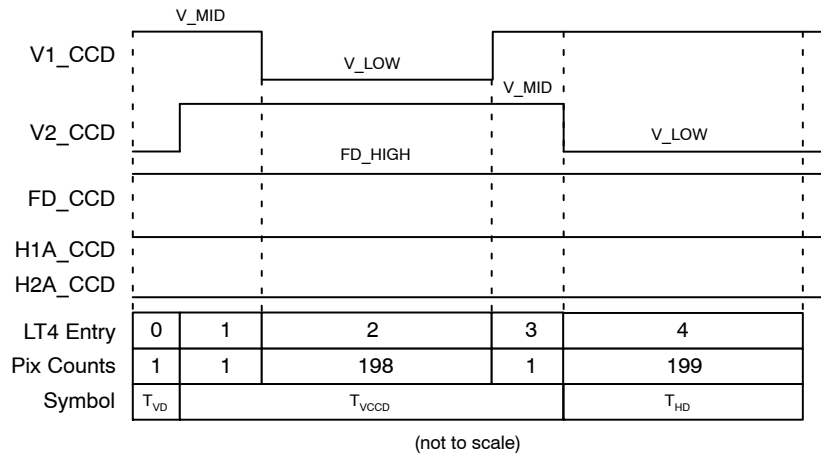 V_MID
V1_CCD
V_LOW
V_MID
V2_CCD
V_LOW
FD_HIGH
FD_CCD
H1A_CCD
H2A_CCD
LT4 Entry 0 1 2 3 4
Pix Counts 1 1 198 1 199
Symbol TVD TVCCD THD
(not to scale)